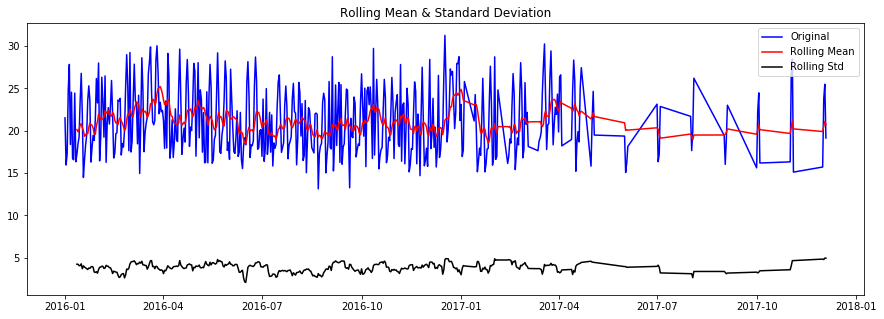 Rolling Mean & Standard Deviation
Original
Rolling Mean
Rolling Std
30
25
20
15
10
5
2016-01 2016-04 2016-07 2016-10 2017-01 2017-04 2017-07 2017-10 2018-01